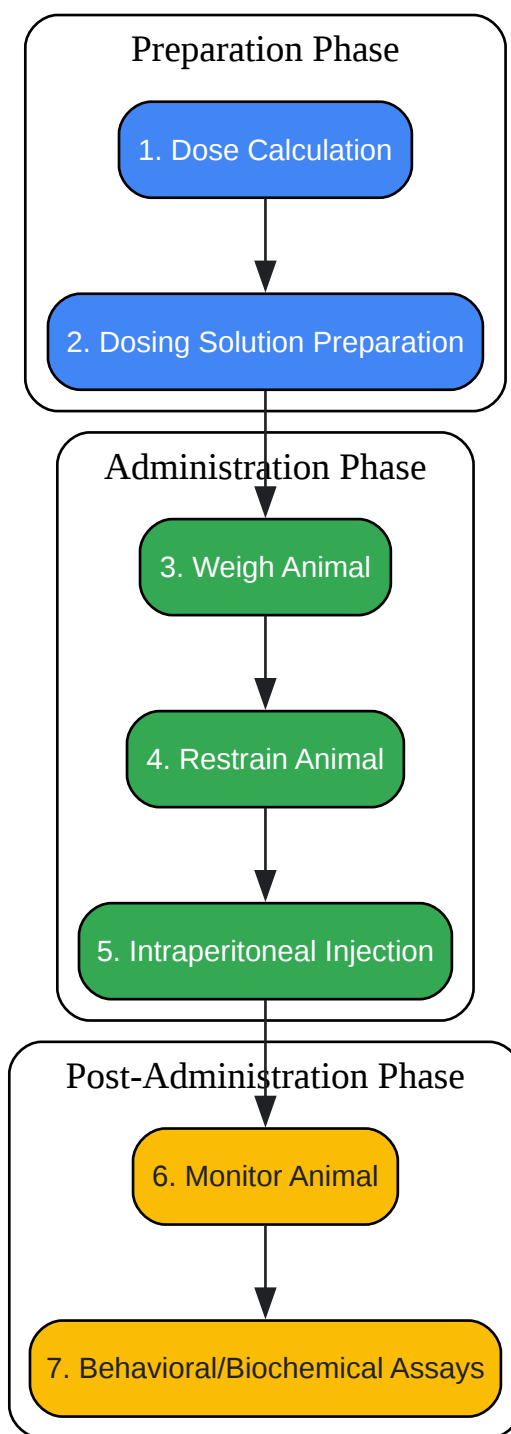 Preparation Phase
1. Dose Calculation
2. Dosing Solution Preparation
Administration Phase
3. Weigh Animal
4. Restrain Animal
5. Intraperitoneal Injection
Post-Administration Phase
6. Monitor Animal
7. Behavioral/Biochemical Assays